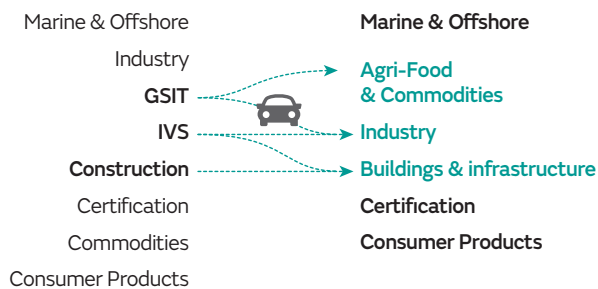 Marine & Offshore
Industry
GSIT
IVS
Construction
Certification
Commodities
Consumer Products
Marine & Offshore
Agri-Food
& Commodities
Industry
Buildings & infrastructure
Certification
Consumer Products